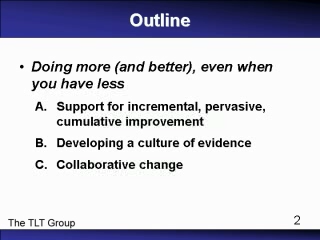 Outline
• Doing more (and better), even when
you have less
A. Support for incremental, pervasive,
cumulative improvement
B. Developing a culture of evidence
C. Collaborative change
The TLT Group
2